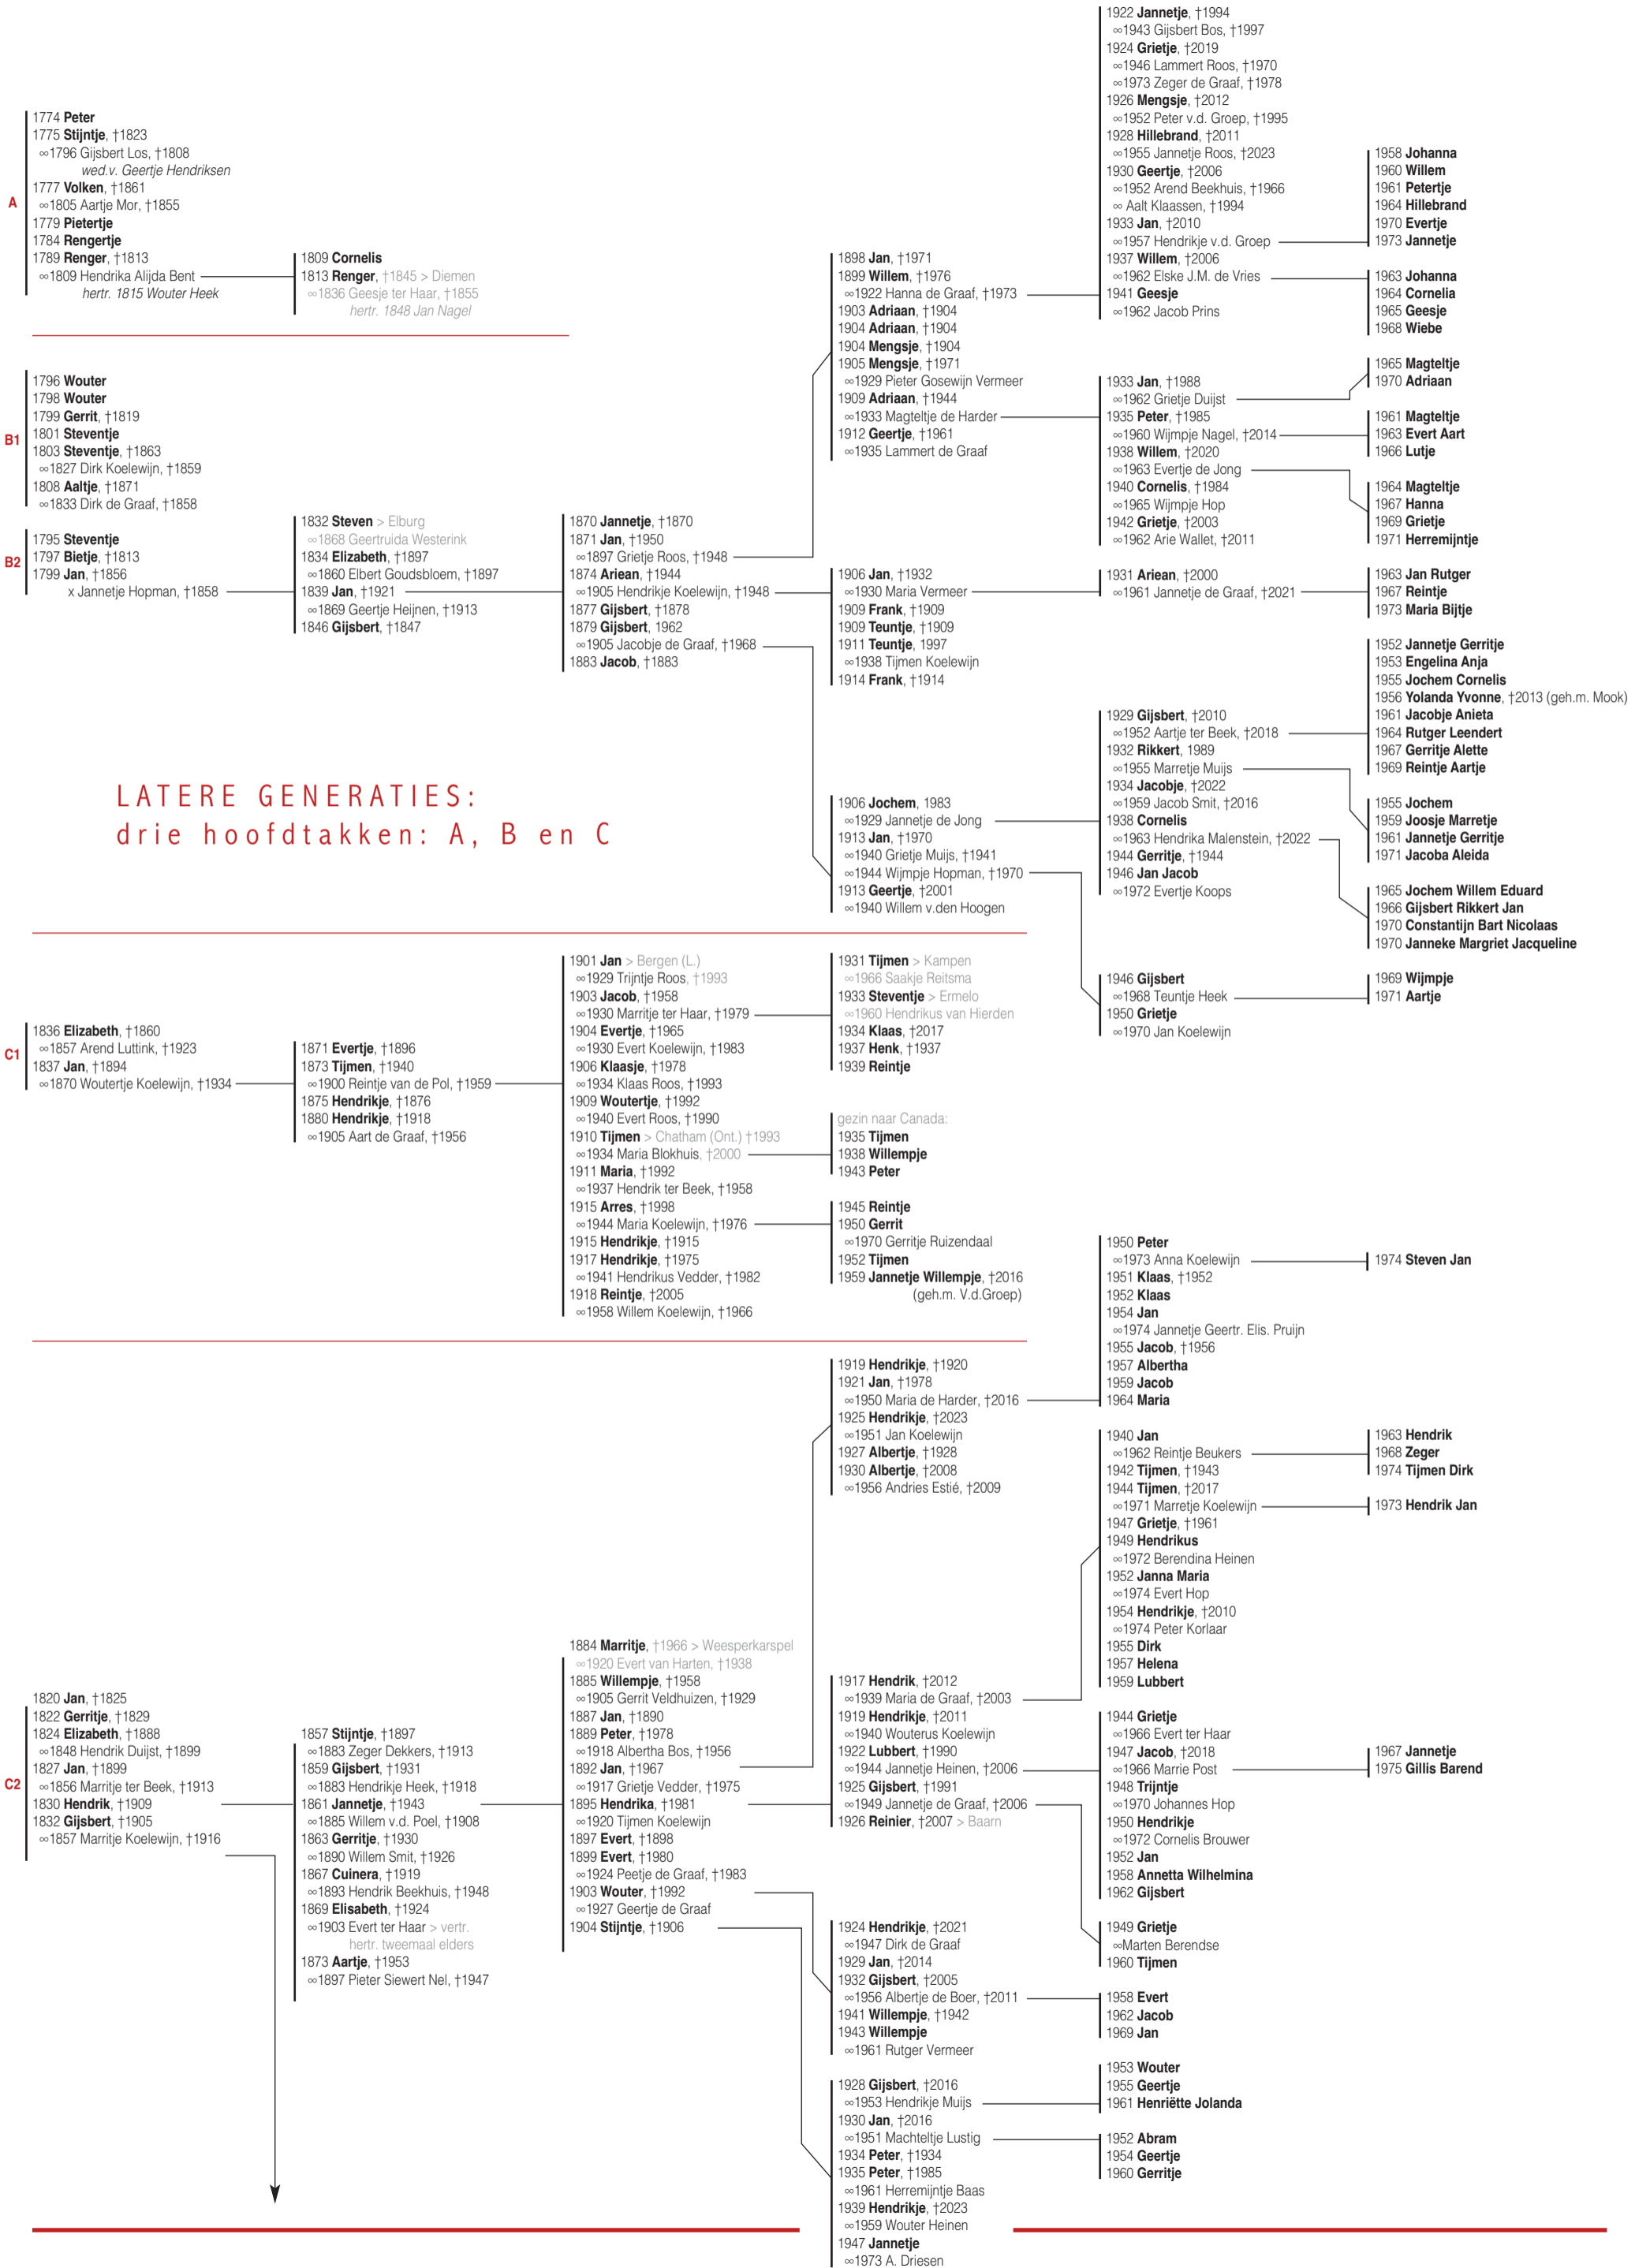 A
1774 Peter
1775 Stijntje, †1823
∞1796 Gijsbert Los, †1808
wed.v. Geertje Hendriksen
1777 Volken, †1861
∞1805 Aartje Mor, †1855
1779 Pietertje
1784 Rengertje
1789 Renger, †1813
∞1809 Hendrika Alijda Bent
hertr. 1815 Wouter Heek
1809 Cornelis
1813 Renger, †1845 > Diemen
∞1836 Geesje ter Haar, †1855
hertr. 1848 Jan Nagel
B1
1796 Wouter
1798 Wouter
1799 Gerrit, †1819
1801 Steventje
1803 Steventje, †1863
∞1827 Dirk Koelewijn, †1859
1808 Aaltje, †1871
∞1833 Dirk de Graaf, †1858
B2
1795 Steventje
1797 Bietje, †1813
1799 Jan, †1856
x Jannetje Hopman, †1858
1832 Steven > Elburg
∞1868 Geertruida Westerink
1834 Elizabeth, †1897
∞1860 Elbert Goudsbloem, †1897
1839 Jan, †1921
∞1869 Geertje Heijnen, †1913
1846 Gijsbert, †1847
1870 Jannetje, †1870
1871 Jan, †1950
∞1897 Grietje Roos, †1948
1874 Ariean, †1944
∞1905 Hendrikje Koelewijn, †1948
1877 Gijsbert, †1878
1879 Gijsbert, 1962
∞1905 Jacobje de Graaf, †1968
1883 Jacob, †1883
1898 Jan, †1971
1899 Willem, †1976
∞1922 Hanna de Graaf, †1973
1903 Adriaan, †1904
1904 Adriaan, †1904
1904 Mengsje, †1904
1905 Mengsje, †1971
∞1929 Pieter Gosewijn Vermeer
1909 Adriaan, †1944
∞1933 Magteltje de Harder
1912 Geertje, †1961
∞1935 Lammert de Graaf
1922 Jannetje, †1994
∞1943 Gijsbert Bos, †1997
1924 Grietje, †2019
∞1946 Lammert Roos, †1970
∞1973 Zeger de Graaf, †1978
1926 Mengsje, †2012
∞1952 Peter v.d. Groep, †1995
1928 Hillebrand, †2011
∞1955 Jannetje Roos, †2023
1930 Geertje, †2006
∞1952 Arend Beekhuis, †1966
∞ Aalt Klaassen, †1994
1933 Jan, †2010
∞1957 Hendrikje v.d. Groep
1937 Willem, †2006
∞1962 Elske J.M. de Vries
1941 Geesje
∞1962 Jacob Prins
1958 Johanna
1960 Willem
1961 Petertje
1964 Hillebrand
1970 Evertje
1973 Jannetje
1963 Johanna
1964 Cornelia
1965 Geesje
1968 Wiebe
1933 Jan, †1988
∞1962 Grietje Duijst
1935 Peter, †1985
∞1960 Wijmpje Nagel, †2014
1938 Willem, †2020
∞1963 Evertje de Jong
1940 Cornelis, †1984
∞1965 Wijmpje Hop
1942 Grietje, †2003
∞1962 Arie Wallet, †2011
1965 Magteltje
1970 Adriaan
1961 Magteltje
1963 Evert Aart
1966 Lutje
1964 Magteltje
1967 Hanna
1969 Grietje
1971 Herremijntje
1906 Jan, †1932
∞1930 Maria Vermeer
1909 Frank, †1909
1909 Teuntje, †1909
1911 Teuntje, 1997
∞1938 Tijmen Koelewijn
1914 Frank, †1914
1931 Ariean, †2000
∞1961 Jannetje de Graaf, †2021
1963 Jan Rutger
1967 Reintje
1973 Maria Bijtje
LATERE GENERATIES:
drie hoofdtakken: A, B en C
1906 Jochem, 1983
∞1929 Jannetje de Jong
1913 Jan, †1970
∞1940 Grietje Muijs, †1941
∞1944 Wijmpje Hopman, †1970
1913 Geertje, †2001
∞1940 Willem v.den Hoogen
1929 Gijsbert, †2010
∞1952 Aartje ter Beek, †2018
1932 Rikkert, 1989
∞1955 Marretje Muijs
1934 Jacobje, †2022
∞1959 Jacob Smit, †2016
1938 Cornelis
∞1963 Hendrika Malenstein, †2022
1944 Gerritje, †1944
1946 Jan Jacob
∞1972 Evertje Koops
1952 Jannetje Gerritje
1953 Engelina Anja
1955 Jochem Cornelis
1956 Yolanda Yvonne, †2013 (geh.m. Mook)
1961 Jacobje Anieta
1964 Rutger Leendert
1967 Gerritje Alette
1969 Reintje Aartje
1955 Jochem
1959 Joosje Marretje
1961 Jannetje Gerritje
1971 Jacoba Aleida
1965 Jochem Willem Eduard
1966 Gijsbert Rikkert Jan
1970 Constantijn Bart Nicolaas
1970 Janneke Margriet Jacqueline
1946 Gijsbert
∞1968 Teuntje Heek
1950 Grietje
∞1970 Jan Koelewijn
1969 Wijmpje
1971 Aartje
C1
1836 Elizabeth, †1860
∞1857 Arend Luttink, †1923
1837 Jan, †1894
∞1870 Woutertje Koelewijn, †1934
1871 Evertje, †1896
1873 Tijmen, †1940
∞1900 Reintje van de Pol, †1959
1875 Hendrikje, †1876
1880 Hendrikje, †1918
∞1905 Aart de Graaf, †1956
1901 Jan > Bergen (L.)
∞1929 Trijntje Roos, †1993
1903 Jacob, †1958
∞1930 Marritje ter Haar, †1979
1904 Evertje, †1965
∞1930 Evert Koelewijn, †1983
1906 Klaasje, †1978
∞1934 Klaas Roos, †1993
1909 Woutertje, †1992
∞1940 Evert Roos, †1990
1910 Tijmen > Chatham (Ont.) †1993
∞1934 Maria Blokhuis, †2000
1911 Maria, †1992
∞1937 Hendrik ter Beek, †1958
1915 Arres, †1998
∞1944 Maria Koelewijn, †1976
1915 Hendrikje, †1915
1917 Hendrikje, †1975
∞1941 Hendrikus Vedder, †1982
1918 Reintje, †2005
∞1958 Willem Koelewijn, †1966
1931 Tijmen > Kampen
∞1966 Saakje Reitsma
1933 Steventje > Ermelo
∞1960 Hendrikus van Hierden
1934 Klaas, †2017
1937 Henk, †1937
1939 Reintje
gezin naar Canada:
1935 Tijmen
1938 Willempje
1943 Peter
1945 Reintje
1950 Gerrit
∞1970 Gerritje Ruizendaal
1952 Tijmen
1959 Jannetje Willempje, †2016
(geh.m. V.d.Groep)
C2
1820 Jan, †1825
1822 Gerritje, †1829
1824 Elizabeth, †1888
∞1848 Hendrik Duijst, †1899
1827 Jan, †1899
∞1856 Marritje ter Beek, †1913
1830 Hendrik, †1909
1832 Gijsbert, †1905
∞1857 Marritje Koelewijn, †1916
1857 Stijntje, †1897
∞1883 Zeger Dekkers, †1913
1859 Gijsbert, †1931
∞1883 Hendrikje Heek, †1918
1861 Jannetje, †1943
∞1885 Willem v.d. Poel, †1908
1863 Gerritje, †1930
∞1890 Willem Smit, †1926
1867 Cuinera, †1919
∞1893 Hendrik Beekhuis, †1948
1869 Elisabeth, †1924
∞1903 Evert ter Haar > vertr.
hertr. tweemaal elders
1873 Aartje, †1953
∞1897 Pieter Siewert Nel, †1947
1884 Marritje, †1966 > Weesperkarspel
∞1920 Evert van Harten, †1938
1885 Willempje, †1958
∞1905 Gerrit Veldhuizen, †1929
1887 Jan, †1890
1889 Peter, †1978
∞1918 Albertha Bos, †1956
1892 Jan, †1967
∞1917 Grietje Vedder, †1975
1895 Hendrika, †1981
∞1920 Tijmen Koelewijn
1897 Evert, †1898
1899 Evert, †1980
∞1924 Peetje de Graaf, †1983
1903 Wouter, †1992
∞1927 Geertje de Graaf
1904 Stijntje, †1906
1919 Hendrikje, †1920
1921 Jan, †1978
∞1950 Maria de Harder, †2016
1925 Hendrikje, †2023
∞1951 Jan Koelewijn
1927 Albertje, †1928
1930 Albertje, †2008
∞1956 Andries Estié, †2009
1950 Peter
∞1973 Anna Koelewijn
1951 Klaas, †1952
1952 Klaas
1954 Jan
∞1974 Jannetje Geertr. Elis. Pruijn
1955 Jacob, †1956
1957 Albertha
1959 Jacob
1964 Maria
1974 Steven Jan
1917 Hendrik, †2012
∞1939 Maria de Graaf, †2003
1919 Hendrikje, †2011
∞1940 Wouterus Koelewijn
1922 Lubbert, †1990
∞1944 Jannetje Heinen, †2006
1925 Gijsbert, †1991
∞1949 Jannetje de Graaf, †2006
1926 Reinier, †2007 > Baarn
1940 Jan
∞1962 Reintje Beukers
1942 Tijmen, †1943
1944 Tijmen, †2017
∞1971 Marretje Koelewijn
1947 Grietje, †1961
1949 Hendrikus
∞1972 Berendina Heinen
1952 Janna Maria
∞1974 Evert Hop
1954 Hendrikje, †2010
∞1974 Peter Korlaar
1955 Dirk
1957 Helena
1959 Lubbert
1963 Hendrik
1968 Zeger
1974 Tijmen Dirk
1973 Hendrik Jan
1944 Grietje
∞1966 Evert ter Haar
1947 Jacob, †2018
∞1966 Marrie Post
1948 Trijntje
∞1970 Johannes Hop
1950 Hendrikje
∞1972 Cornelis Brouwer
1952 Jan
1958 Annetta Wilhelmina
1962 Gijsbert
1967 Jannetje
1975 Gillis Barend
1949 Grietje
∞Marten Berendse
1960 Tijmen
1924 Hendrikje, †2021
∞1947 Dirk de Graaf
1929 Jan, †2014
1932 Gijsbert, †2005
∞1956 Albertje de Boer, †2011
1941 Willempje, †1942
1943 Willempje
∞1961 Rutger Vermeer
1958 Evert
1962 Jacob
1969 Jan
1928 Gijsbert, †2016
∞1953 Hendrikje Muijs
1930 Jan, †2016
∞1951 Machteltje Lustig
1934 Peter, †1934
1935 Peter, †1985
∞1961 Herremijntje Baas
1939 Hendrikje, †2023
∞1959 Wouter Heinen
1947 Jannetje
∞1973 A. Driesen
1953 Wouter
1955 Geertje
1961 Henriëtte Jolanda
1952 Abram
1954 Geertje
1960 Gerritje